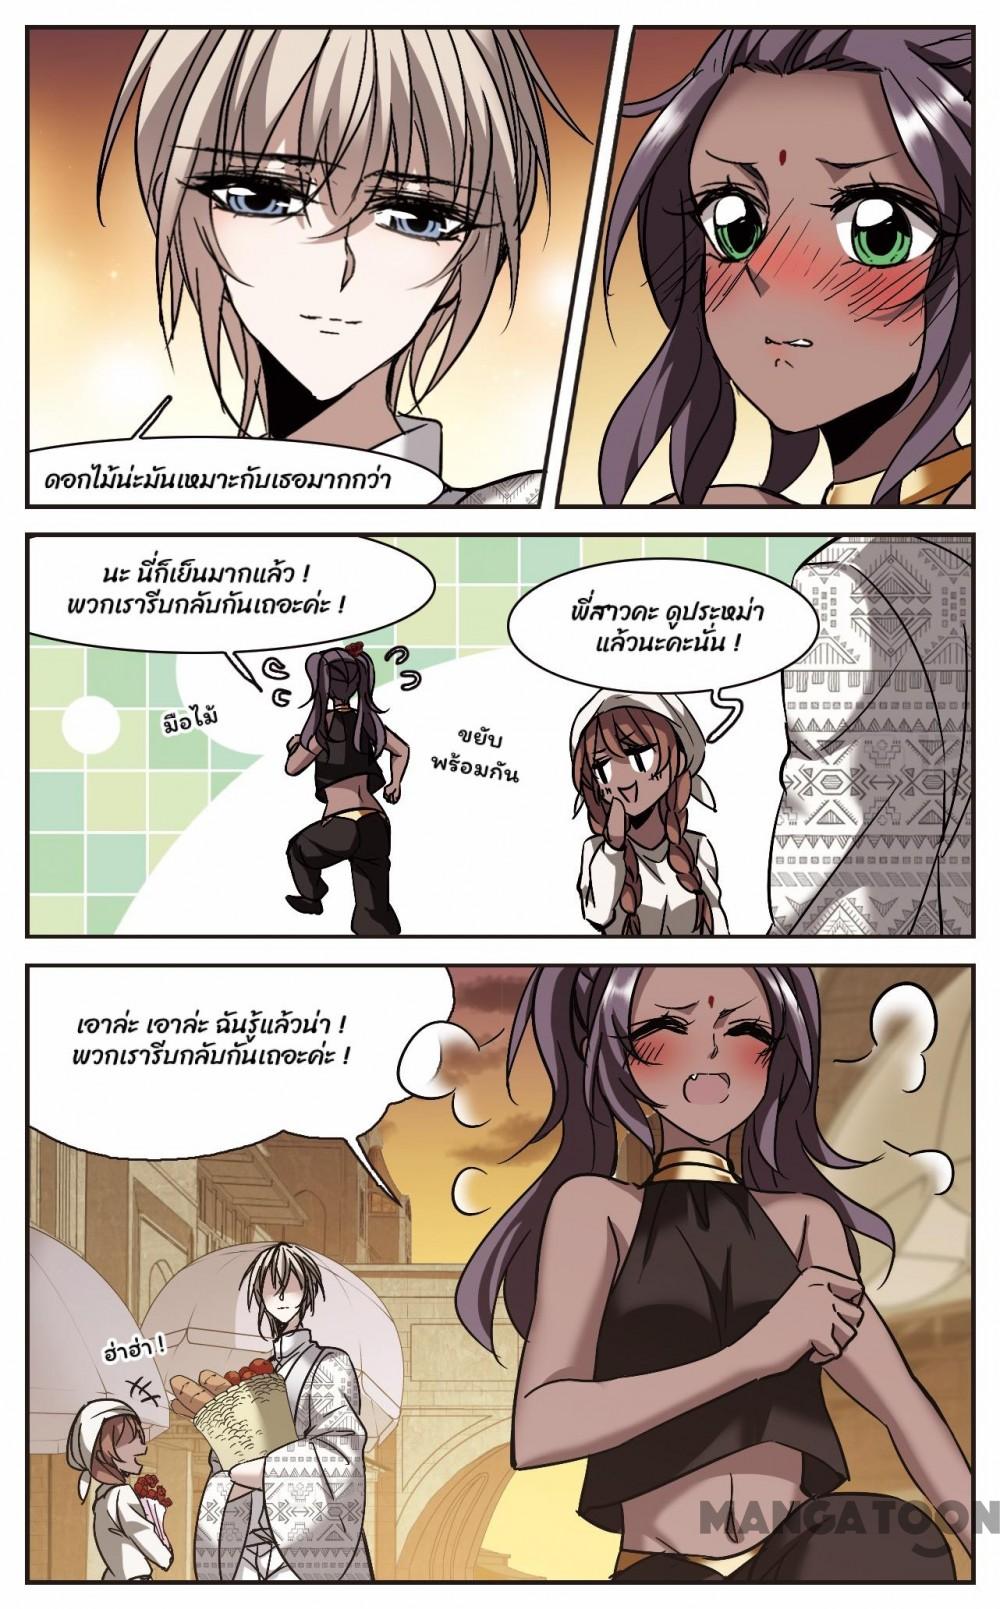 ดอกไม้น่ะมันเหมาะกับเธอมากกว่า
นะ นี่ก็เย็นมากแล้ว !
พวกเรารีบกลับกันเถอะค่ะ !
พี่สาวคะ ดูประหม่า
แล้วนะคะนั่น !
มือไม้
ขยับ
พร้อมกัน
เอาล่ะ เอาล่ะ ฉันรู้แล้วน่า !
พวกเรารีบกลับกันเถอะค่ะ !
ฮ่าฮ่า !
MANGATOON